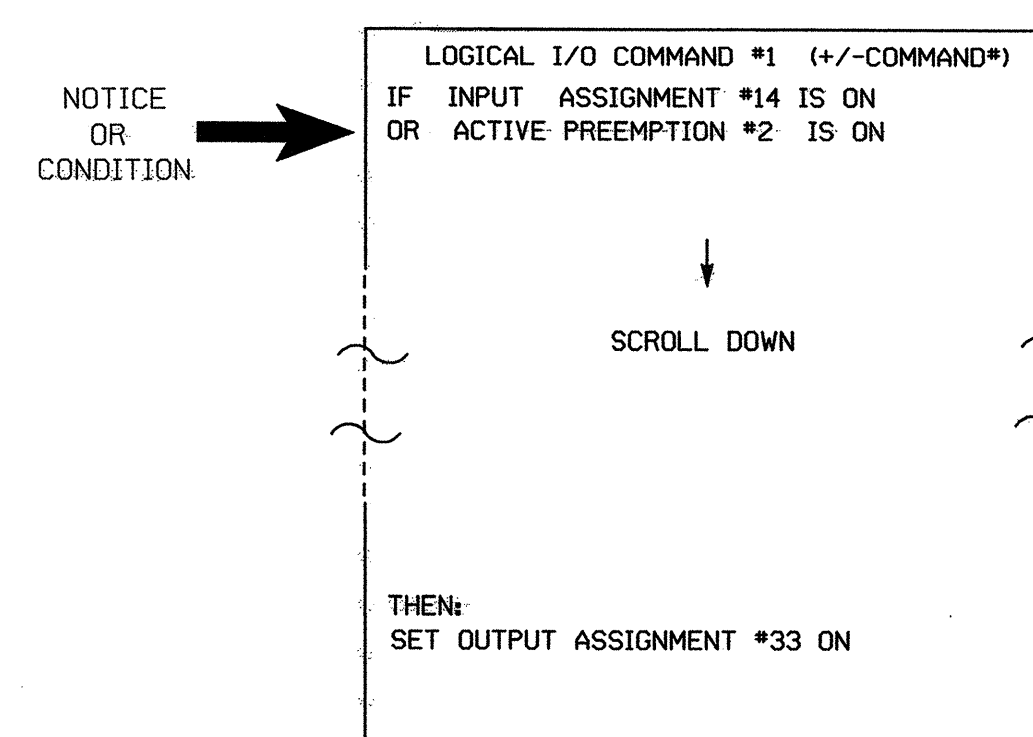 LOGICAL I/O COMMAND #1 (+/-COMMAND#)
NOTICE
OR
CONDITION
IF INPUT ASSIGNMENT #14 IS ON
OR ACTIVE PREEMPTION #2 IS ON
SCROLL DOWN
THEN:
SET OUTPUT ASSIGNMENT #33 ON